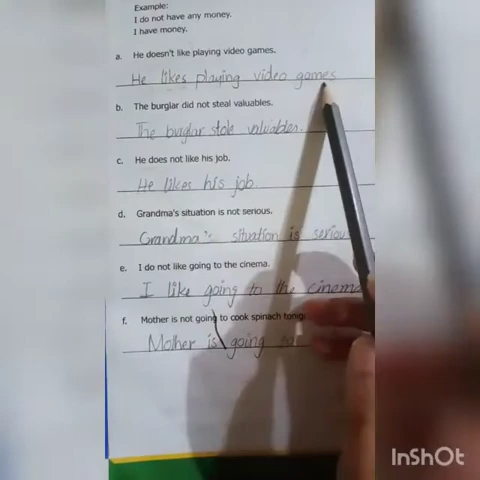 Example:
I do not have any money.
I have money.
a. He doesn't like playing video games.
He likes playing video games
b. The burglar did not steal valuables.
The burglar stole valuables.
c. He does not like his job.
He likes his job.
d. Grandma's situation is not serious.
Grandma's situation is
e. I do not like going to the cinema.
I like going to the cinema
f. Mother is not going to cook spinach
Mother is going
InShOt